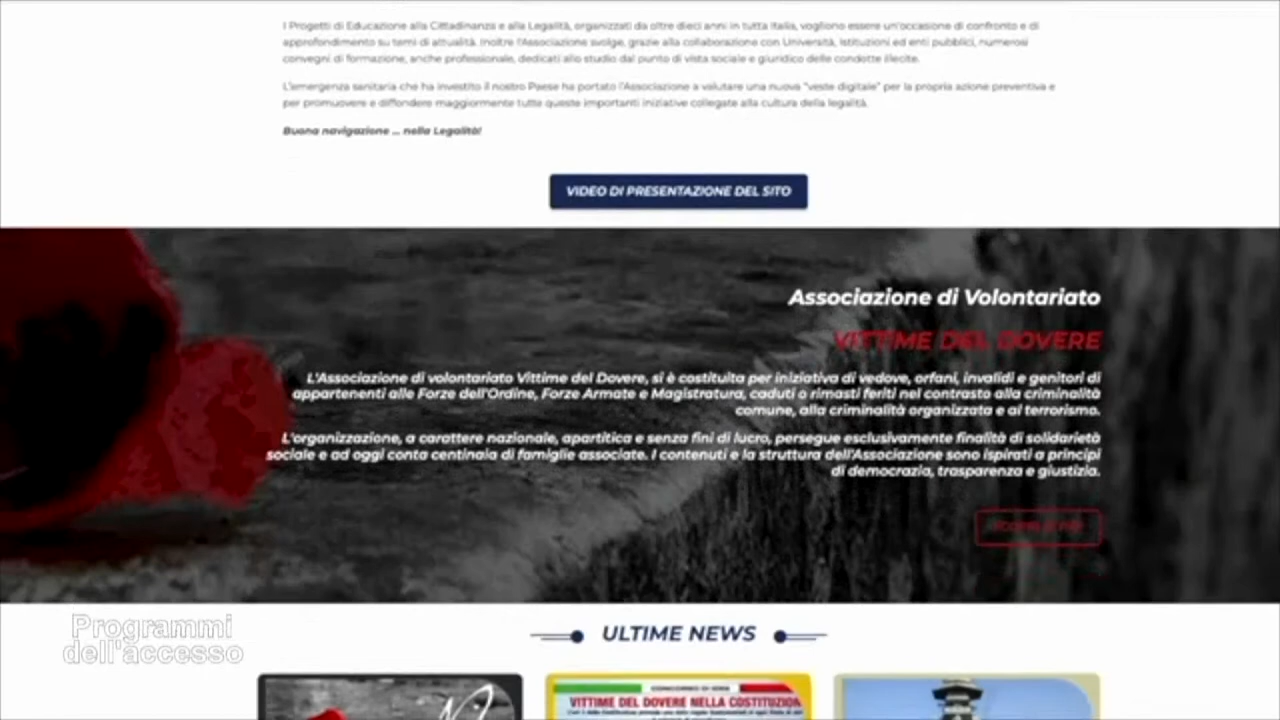 I Progetti di Educazione alla Cittadinanza e alla Legalità, organizzati da oltre dieci anni in tutta Italia, vogliono essere un'occasione di confronto e di
approfondimento su temi di attualità. Inoltre l'Associazione svolge, grazie alla collaborazione con Università, Istituzioni ed enti pubblici, numerosi
convegni di formazione, anche professionale, dedicati allo studio dal punto di vista sociale e giuridico delle condotte illecite.
L'emergenza sanitaria che ha investito il nostro Paese ha portato l'Associazione a valutare una nuova "veste digitale" per la propria azione preventiva e
per promuovere e diffondere maggiormente tutte queste importanti iniziative collegate alla cultura della legalità.
Buona navigazione ... nella Legalità!
VIDEO DI PRESENTAZIONE DEL SITO
Associazione di Volontariato
VITTIME DEL DOVERE
L'Associazione di volontariato Vittime del Dovere, si è costituita per iniziativa di vedove, orfani, invalidi e genitori di
appartenenti alle Forze dell'Ordine, Forze Armate e Magistratura, caduti o rimasti feriti nel contrasto alla criminalità
comune, alla criminalità organizzata e al terrorismo.
L'organizzazione, a carattere nazionale, apartitica e senza fini di lucro, persegue esclusivamente finalità di solidarietà
sociale e ad oggi conta centinaia di famiglie associate. I contenuti e la struttura dell'Associazione sono ispirati a principi
di democrazia, trasparenza e giustizia.
SCOPRI DI PIÙ
Programmi
dell'accesso
ULTIME NEWS
CONCORSO DI IDEE
VITTIME DEL DOVERE NELLA COSTITUZION